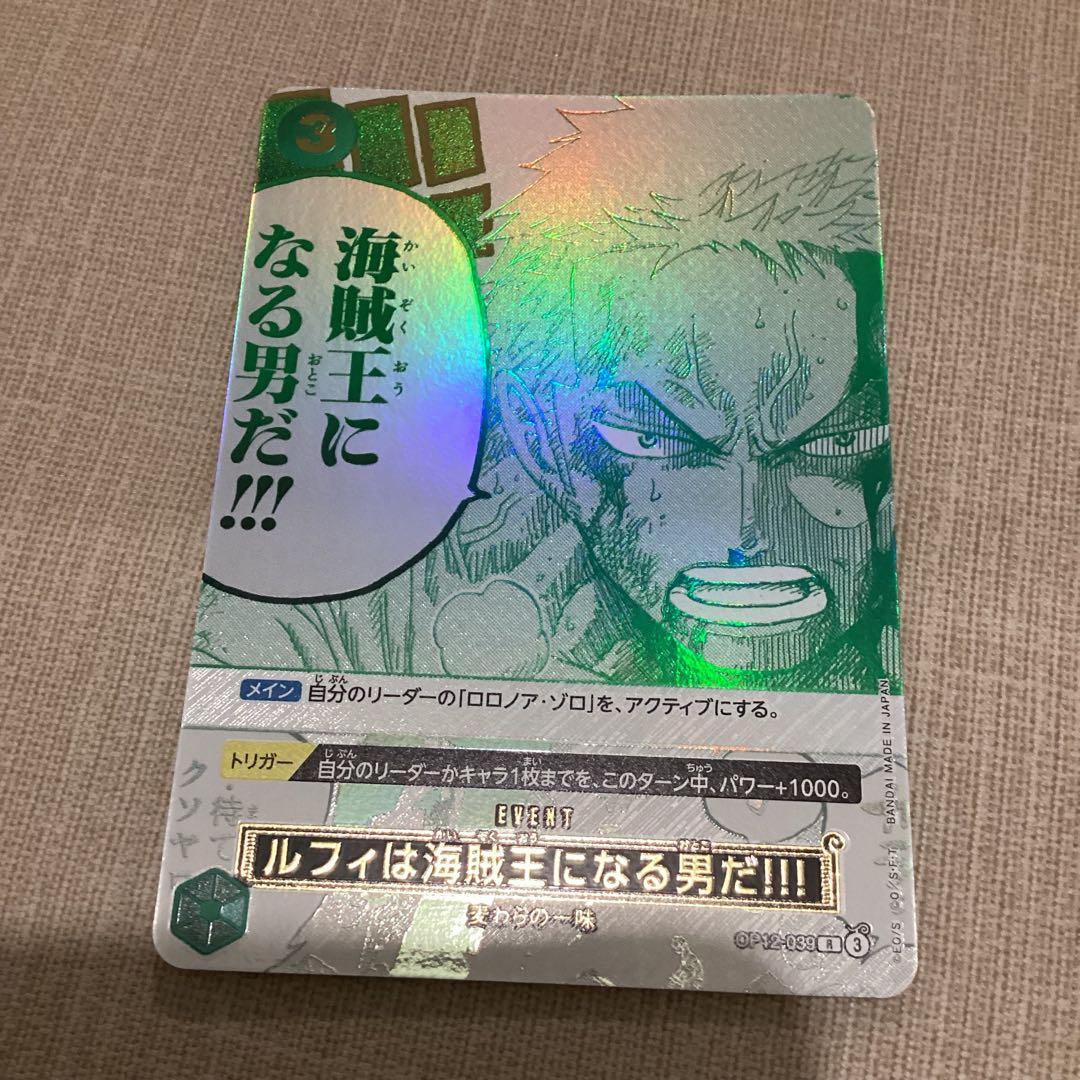 3
海賊王に
なる男だ!!!
メイン 自分のリーダーの「ロロノア・ゾロ」を、アクティブにする。
トリガー 自分のリーダーかキャラ1枚までを、このターン中、パワー+1000。
EVENT
ルフィは海賊王になる男だ!!!
麦わらの一味
OP12-039 R 3
BANDAI MADE IN JAPAN